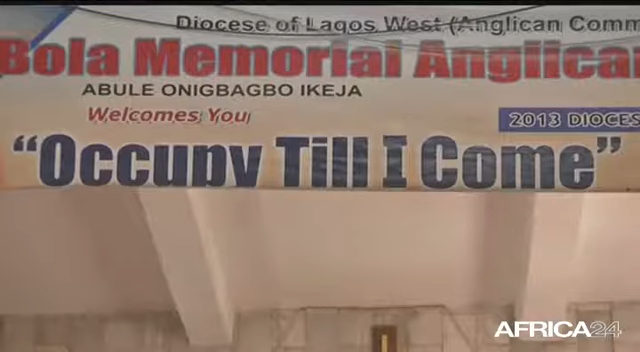 Diocese of Lagos West (Anglican Comm
Bola Memorial Anglican
ABULE ONIGBAGBO IKEJA
Welcomes You
2013 DIOCES
"Occupy Till I Come"
AFRICA24